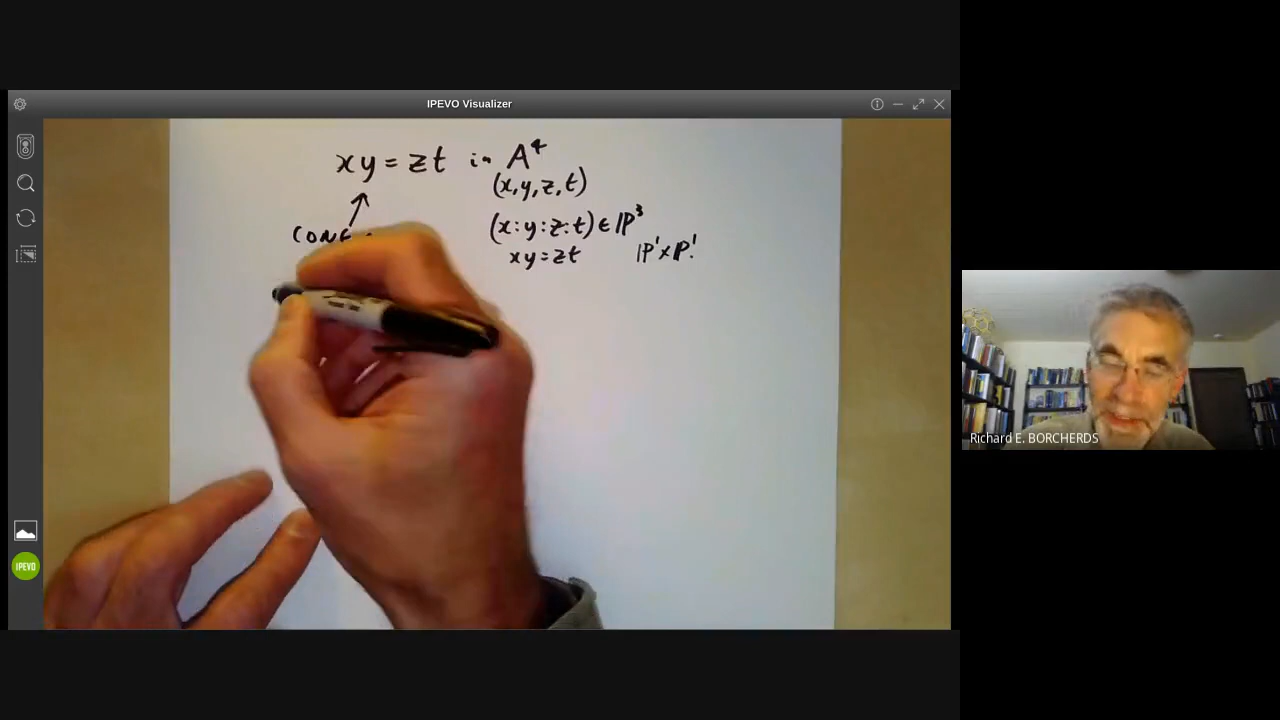 IPEVO Visualizer
xy = zt in A⁴
(x,y,z,t)
(x:y:z:t) ∈ ℙ³
xy = zt ℙ¹×ℙ¹
IPEVO
Richard E. BORCHERDS